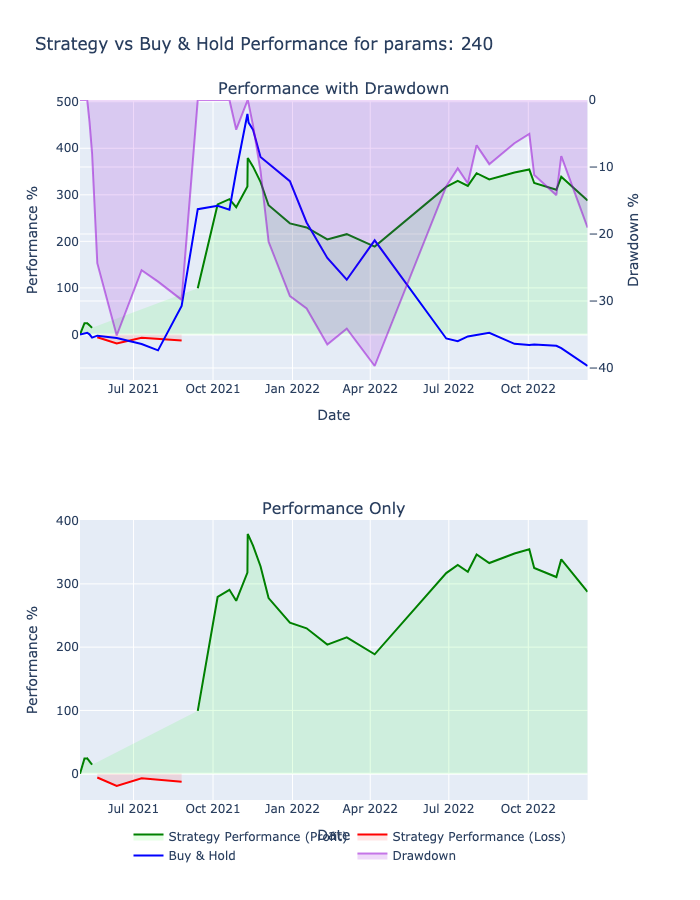 Strategy vs Buy & Hold Performance for params: 240
Performance with Drawdown
500
400
300
200
100
0
Performance %
0
−10
−20
−30
−40
Drawdown %
Jul 2021 Oct 2021 Jan 2022 Apr 2022 Jul 2022 Oct 2022
Date
Performance Only
400
300
200
100
0
Performance %
Jul 2021 Oct 2021 Jan 2022 Apr 2022 Jul 2022 Oct 2022
Date
Strategy Performance (Profit) Strategy Performance (Loss)
Buy & Hold Drawdown